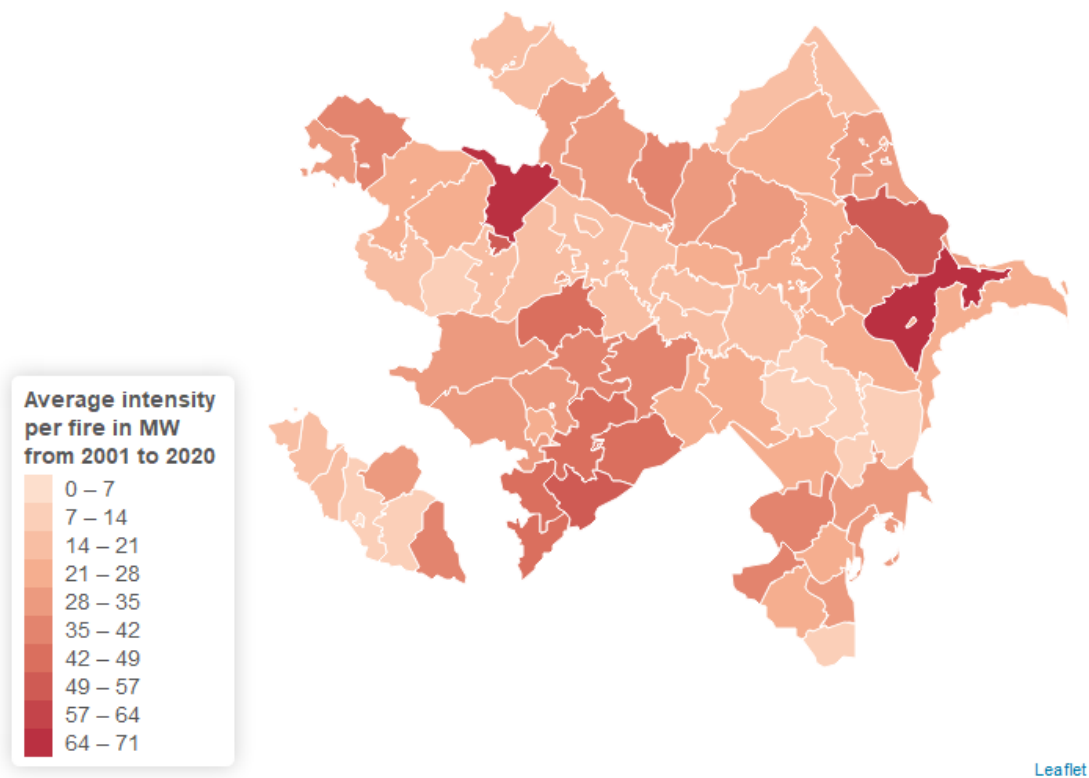 Average intensity
per fire in MW
from 2001 to 2020
0 – 7
7 – 14
14 – 21
21 – 28
28 – 35
35 – 42
42 – 49
49 – 57
57 – 64
64 – 71
Leaflet